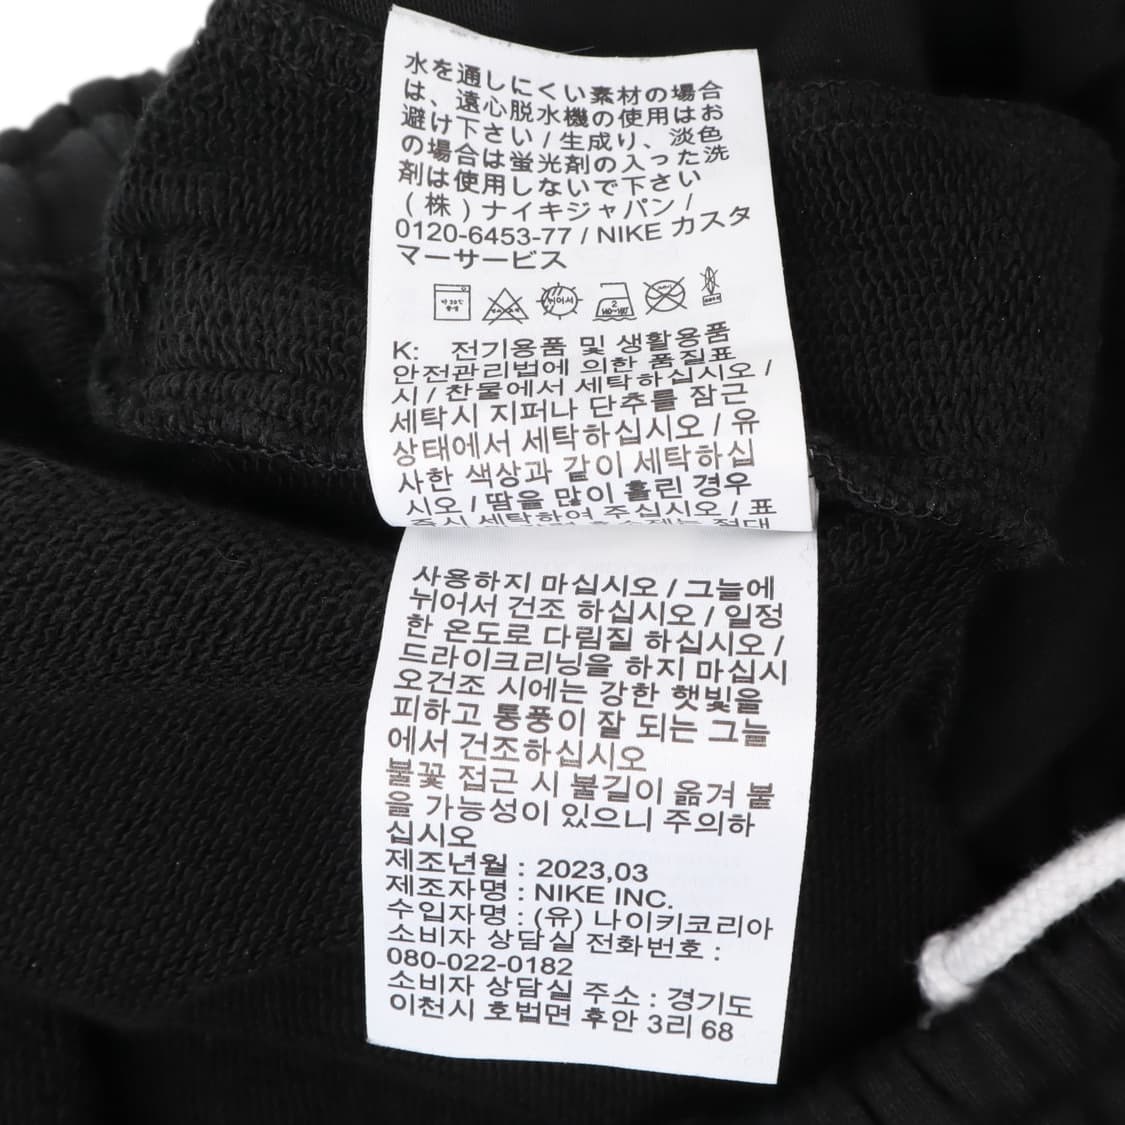 水を通しにくい素材の場合
は、遠心脱水機の使用はお
避け下さい / 生成り、淡色
の場合は蛍光剤の入った洗
剤は使用しないで下さい
(株)ナイキジャパン /
0120-6453-77 / NIKE カスタ
マーサービス
약 30℃ 중성
뉘어서
2
K: 전기용품 및 생활용품
안전관리법에 의한 품질표
시 / 찬물에서 세탁하십시오 /
세탁시 지퍼나 단추를 잠근
상태에서 세탁하십시오 / 유
사한 색상과 같이 세탁하십
시오 / 땀을 많이 흘린 경우
시오 / 표
사용하지 마십시오 / 그늘에
뉘어서 건조 하십시오 / 일정
한 온도로 다림질 하십시오 /
드라이크리닝을 하지 마십시
오건조 시에는 강한 햇빛을
피하고 통풍이 잘 되는 그늘
에서 건조하십시오
불꽃 접근 시 불길이 옮겨 붙
을 가능성이 있으니 주의하
십시오
제조년월 : 2023,03
제조자명 : NIKE INC.
수입자명 : (유) 나이키코리아
소비자 상담실 전화번호 :
080-022-0182
소비자 상담실 주소 : 경기도
이천시 호법면 후안 3리 68